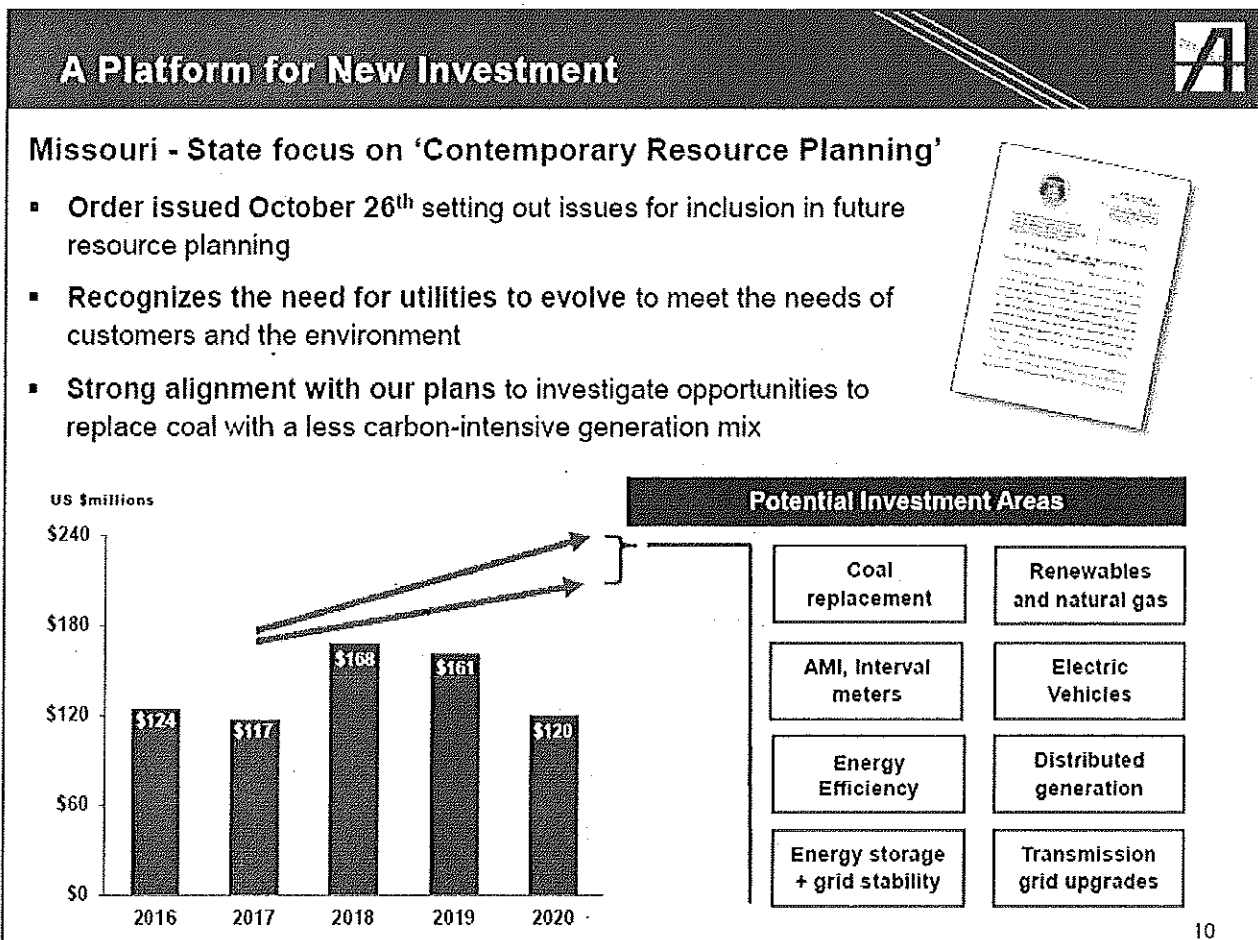 A Platform for New Investment
Missouri - State focus on ‘Contemporary Resource Planning’
▪ Order issued October 26th setting out issues for inclusion in future
resource planning
▪ Recognizes the need for utilities to evolve to meet the needs of
customers and the environment
▪ Strong alignment with our plans to investigate opportunities to
replace coal with a less carbon-intensive generation mix
US $millions
$240
$180
$120
$60
$0
$124
$117
$168
$161
$120
2016
2017
2018
2019
2020
Potential Investment Areas
Coal
replacement
Renewables
and natural gas
AMI, Interval
meters
Electric
Vehicles
Energy
Efficiency
Distributed
generation
Energy storage
+ grid stability
Transmission
grid upgrades
10